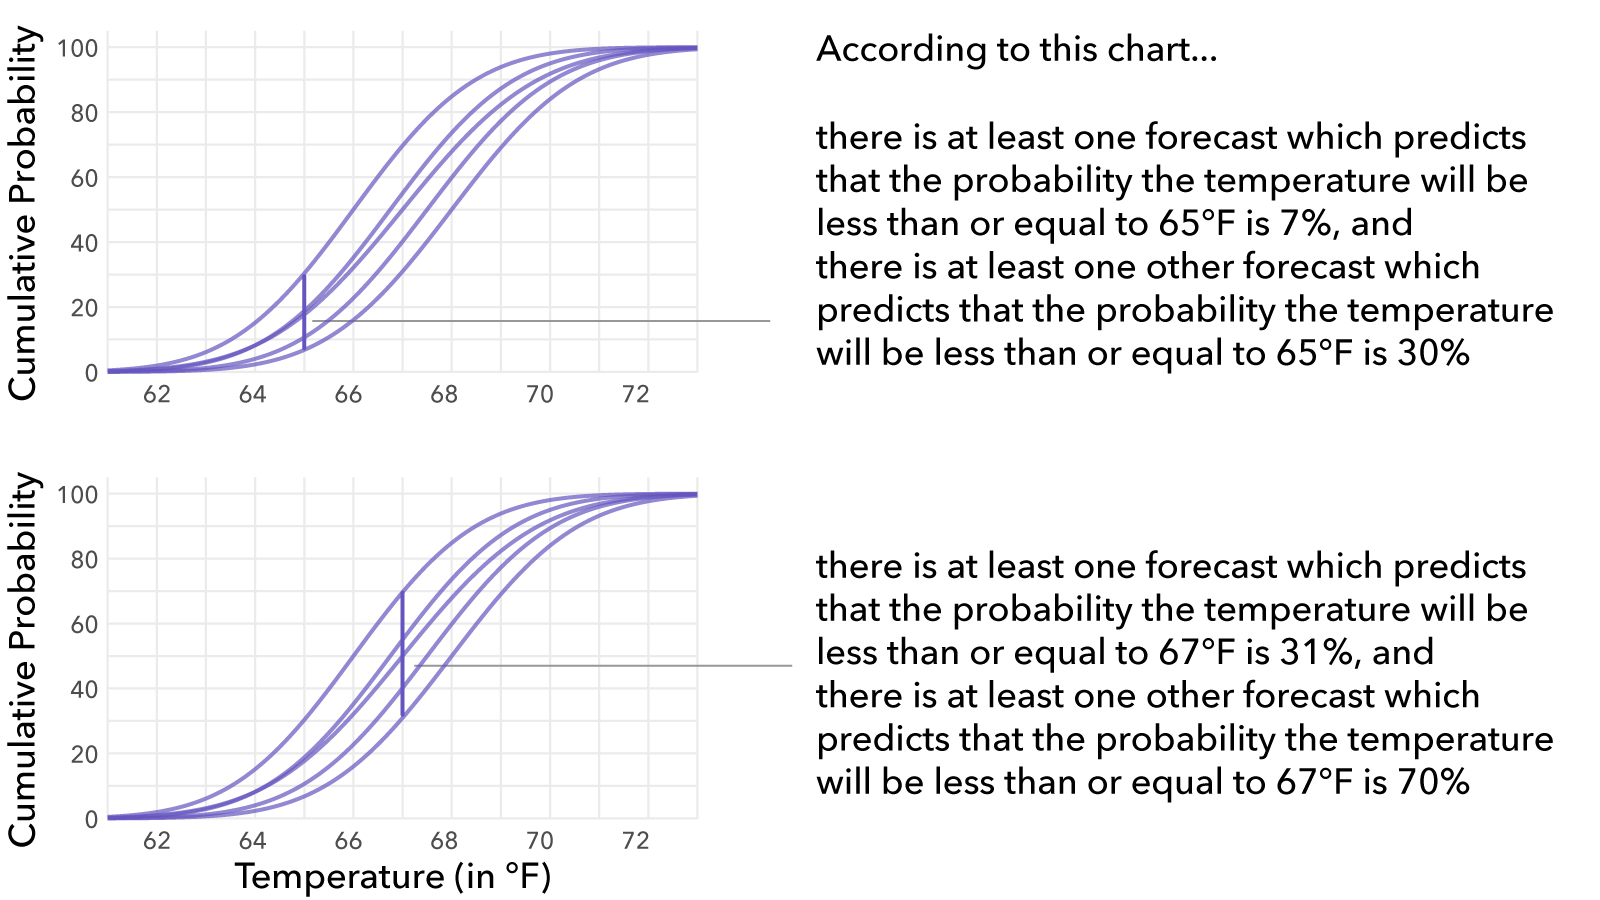 Cumulative Probability
100
80
60
40
20
0
62 64 66 68 70 72
According to this chart...
there is at least one forecast which predicts
that the probability the temperature will be
less than or equal to 65°F is 7%, and
there is at least one other forecast which
predicts that the probability the temperature
will be less than or equal to 65°F is 30%
Cumulative Probability
100
80
60
40
20
0
62 64 66 68 70 72
Temperature (in °F)
there is at least one forecast which predicts
that the probability the temperature will be
less than or equal to 67°F is 31%, and
there is at least one other forecast which
predicts that the probability the temperature
will be less than or equal to 67°F is 70%